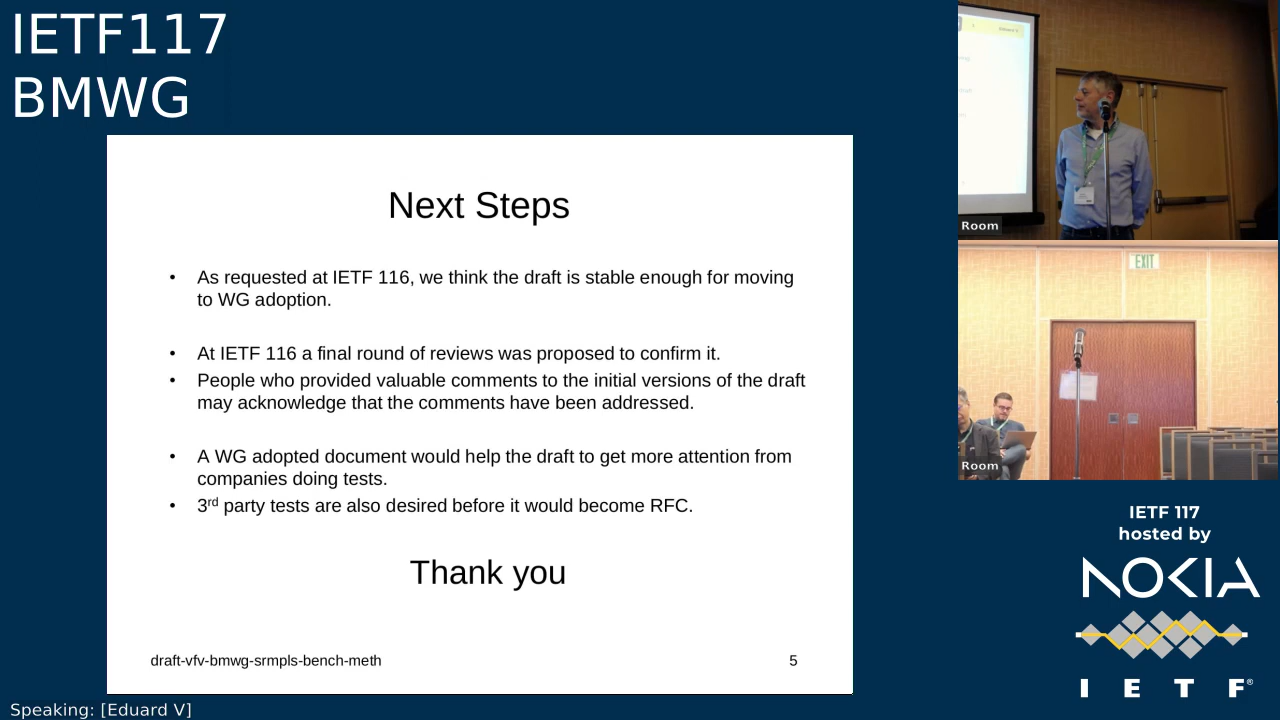 IETF117
BMWG
Next Steps
• As requested at IETF 116, we think the draft is stable enough for moving
to WG adoption.
• At IETF 116 a final round of reviews was proposed to confirm it.
• People who provided valuable comments to the initial versions of the draft
may acknowledge that the comments have been addressed.
• A WG adopted document would help the draft to get more attention from
companies doing tests.
• 3rd party tests are also desired before it would become RFC.
Thank you
draft-vfv-bmwg-srmpls-bench-meth
5
Speaking: [Eduard V]
Room
EXIT
Room
IETF 117
hosted by
NOKIA
IETF®